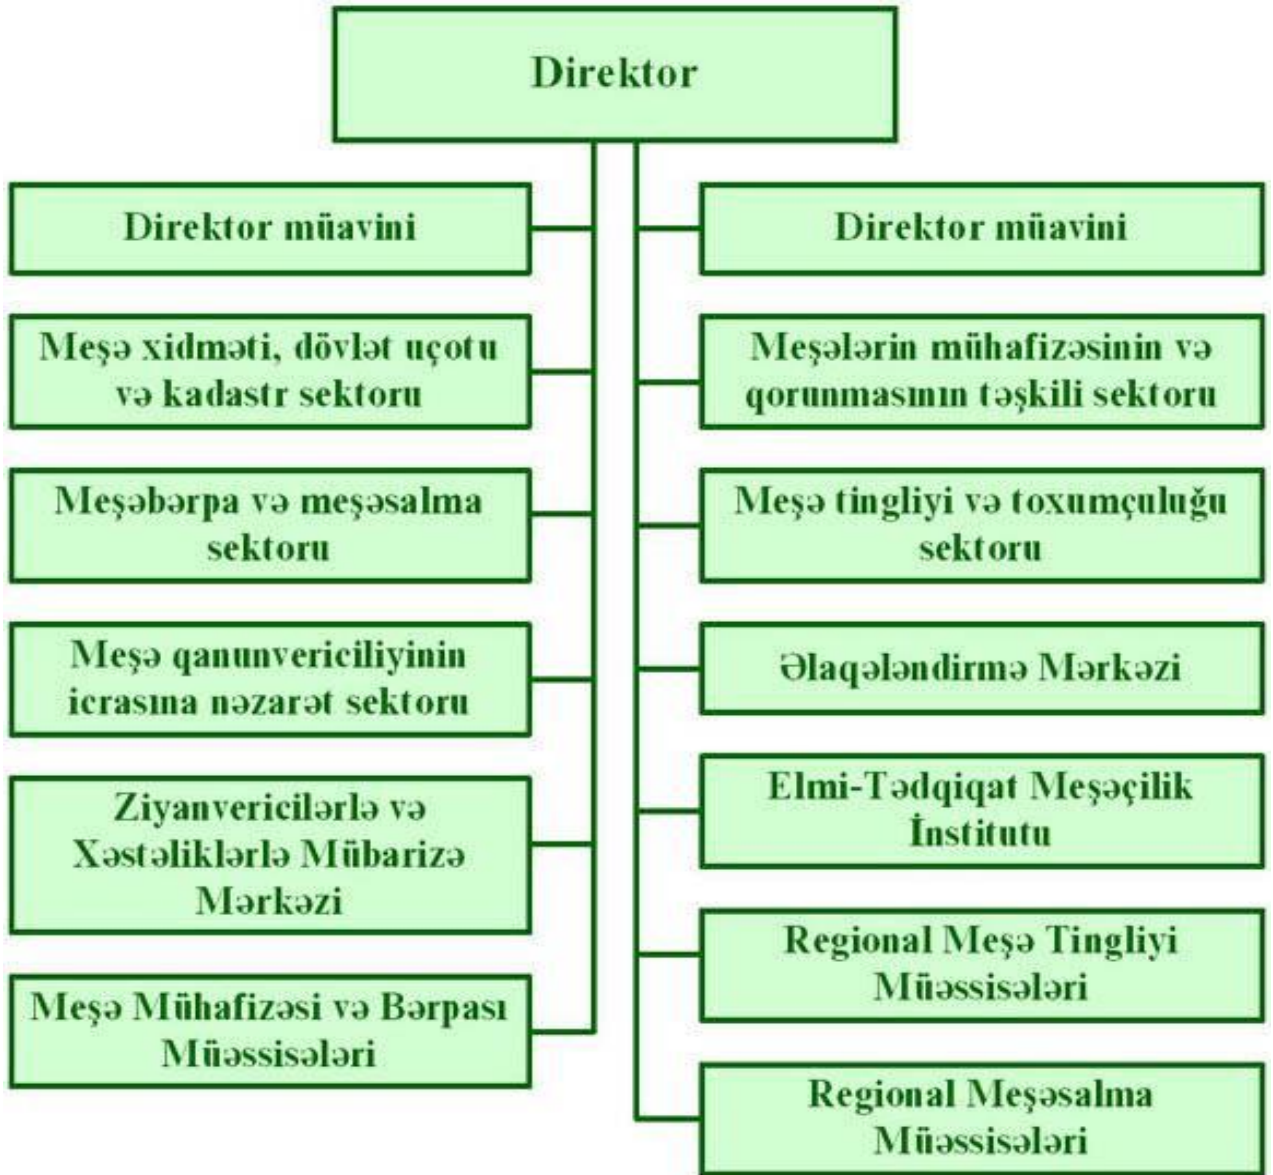 Direktor
Direktor müavini
Meşə xidməti, dövlət uçotu
və kadastr sektoru
Meşəbərpa və meşəsalma
sektoru
Meşə qanunvericiliyinin
icrasına nəzarət sektoru
Ziyanvericilərlə və
Xəstəliklərlə Mübarizə
Mərkəzi
Meşə Mühafizəsi və Bərpası
Müəssisələri
Direktor müavini
Meşələrin mühafizəsinin və
qorunmasının təşkili sektoru
Meşə tingliyi və toxumçuluğu
sektoru
Əlaqələndirmə Mərkəzi
Elmi-Tədqiqat Meşəçilik
İnstitutu
Regional Meşə Tingliyi
Müəssisələri
Regional Meşəsalma
Müəssisələri